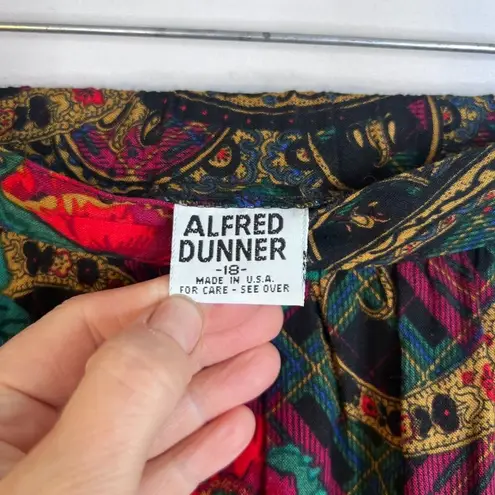 ALFRED
DUNNER
-18-
MADE IN U.S.A.
FOR CARE - SEE OVER